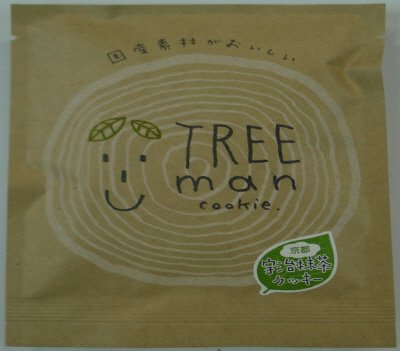 国産素材がおいしい
TREE
man
cookie.
京都
宇治抹茶
クッキー